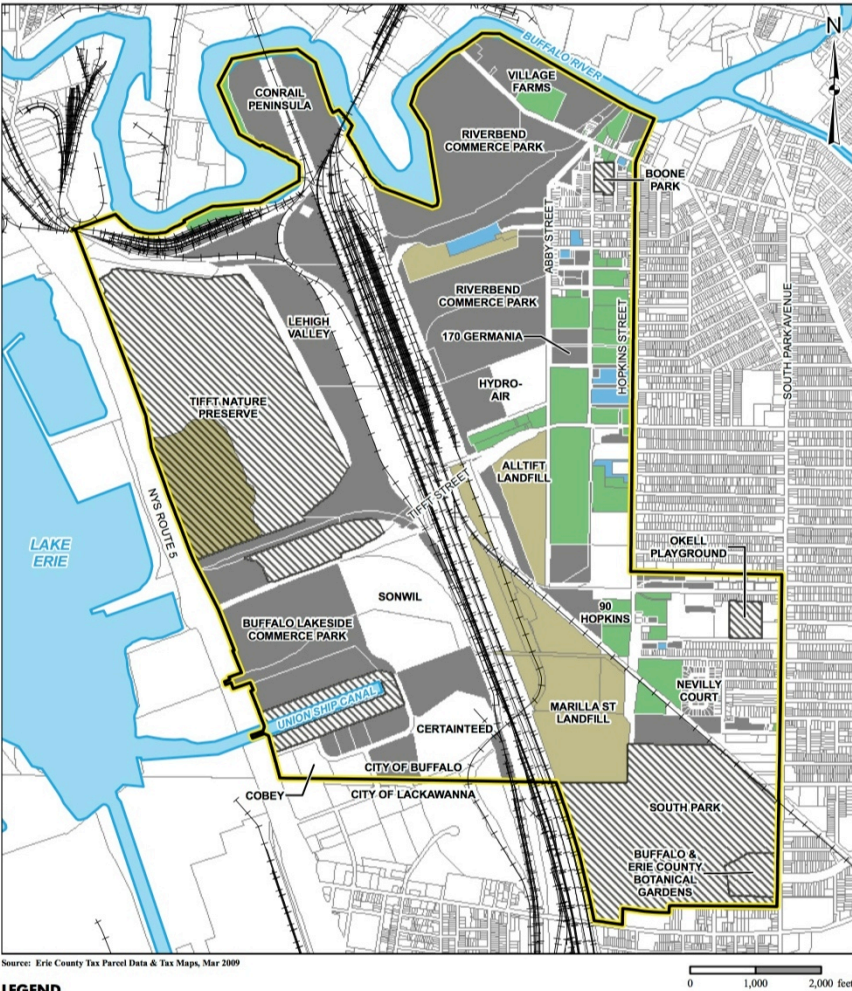 N
BUFFALO RIVER
CONRAIL
PENINSULA
VILLAGE
FARMS
RIVERBEND
COMMERCE PARK
BOONE
PARK
ABBY STREET
RIVERBEND
COMMERCE PARK
LEHIGH
VALLEY
170 GERMANIA
HOPKINS STREET
SOUTH PARK AVENUE
HYDRO-
AIR
TIFFT NATURE
PRESERVE
ALLTIFT
LANDFILL
TIFFT STREET
NYS ROUTE 5
LAKE
ERIE
OKELL
PLAYGROUND
SONWIL
90
HOPKINS
BUFFALO LAKESIDE
COMMERCE PARK
NEVILLY
COURT
UNION SHIP CANAL
MARILLA ST
LANDFILL
CERTAINTEED
CITY OF BUFFALO
COBEY
CITY OF LACKAWANNA
SOUTH PARK
BUFFALO &
ERIE COUNTY
BOTANICAL
GARDENS
Source: Erie County Tax Parcel Data & Tax Maps, Mar 2009
0 1,000 2,000 feet
LEGEND